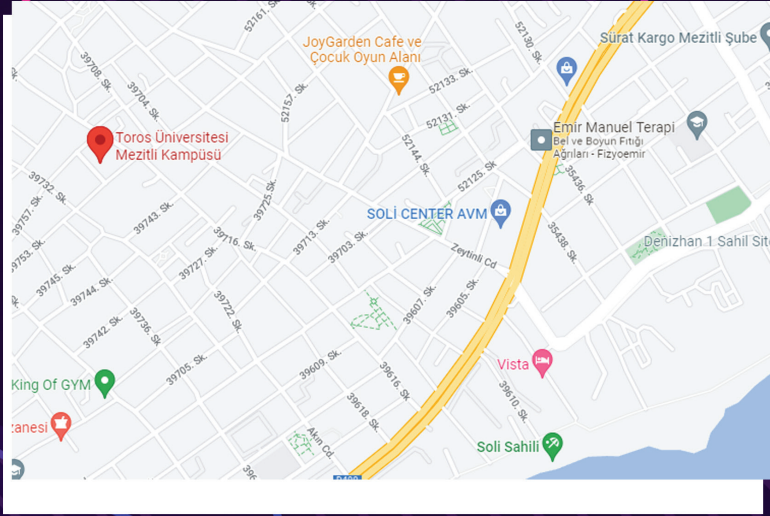 52161. Sk.
52130. Sk.
Sürat Kargo Mezitli Şube
JoyGarden Cafe ve
Çocuk Oyun Alanı
39708. Sk.
39704. Sk.
52157. Sk.
52133. Sk.
52131. Sk.
Toros Üniversitesi
Mezitli Kampüsü
Emir Manuel Terapi
Bel ve Boyun Fıtığı
Ağrıları - Fizyoemir
52144. Sk.
52125. Sk.
35436. Sk.
39732. Sk.
39757. Sk.
39725. Sk.
39743. Sk.
SOLİ CENTER AVM
39716. Sk.
39713. Sk.
39703. Sk.
Zeytinli Cd
35438. Sk.
Denizhan 1 Sahil Sit
39753. Sk.
39745. Sk.
39744. Sk.
39727. Sk.
39722. Sk.
39607. Sk.
39605. Sk.
39742. Sk.
39736. Sk.
39705. Sk.
39609. Sk.
39616. Sk.
Vista
39610. Sk.
King Of GYM
39618. Sk.
zanesi
Akın Cd.
Soli Sahili